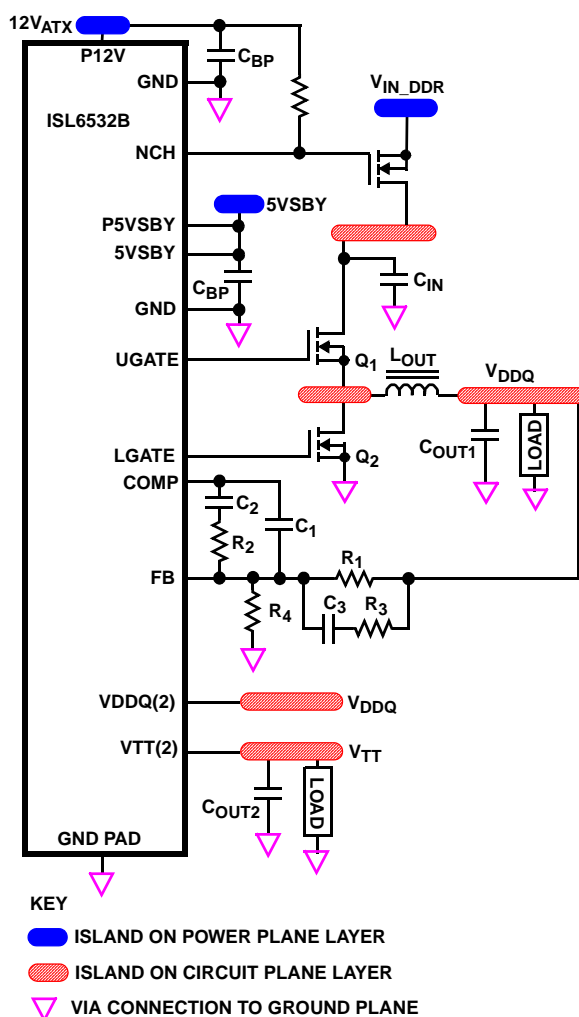 12VATX
P12V
CBP
GND
VIN_DDR
ISL6532B
NCH
5VSBY
P5VSBY
5VSBY
CBP
CIN
GND
Q1
LOUT
UGATE
VDDQ
COUT1
LOAD
LGATE
Q2
COMP
C2
C1
R2
FB
R1
R4
C3
R3
VDDQ(2)
VDDQ
VTT(2)
VTT
COUT2
LOAD
GND PAD
KEY
ISLAND ON POWER PLANE LAYER
ISLAND ON CIRCUIT PLANE LAYER
VIA CONNECTION TO GROUND PLANE